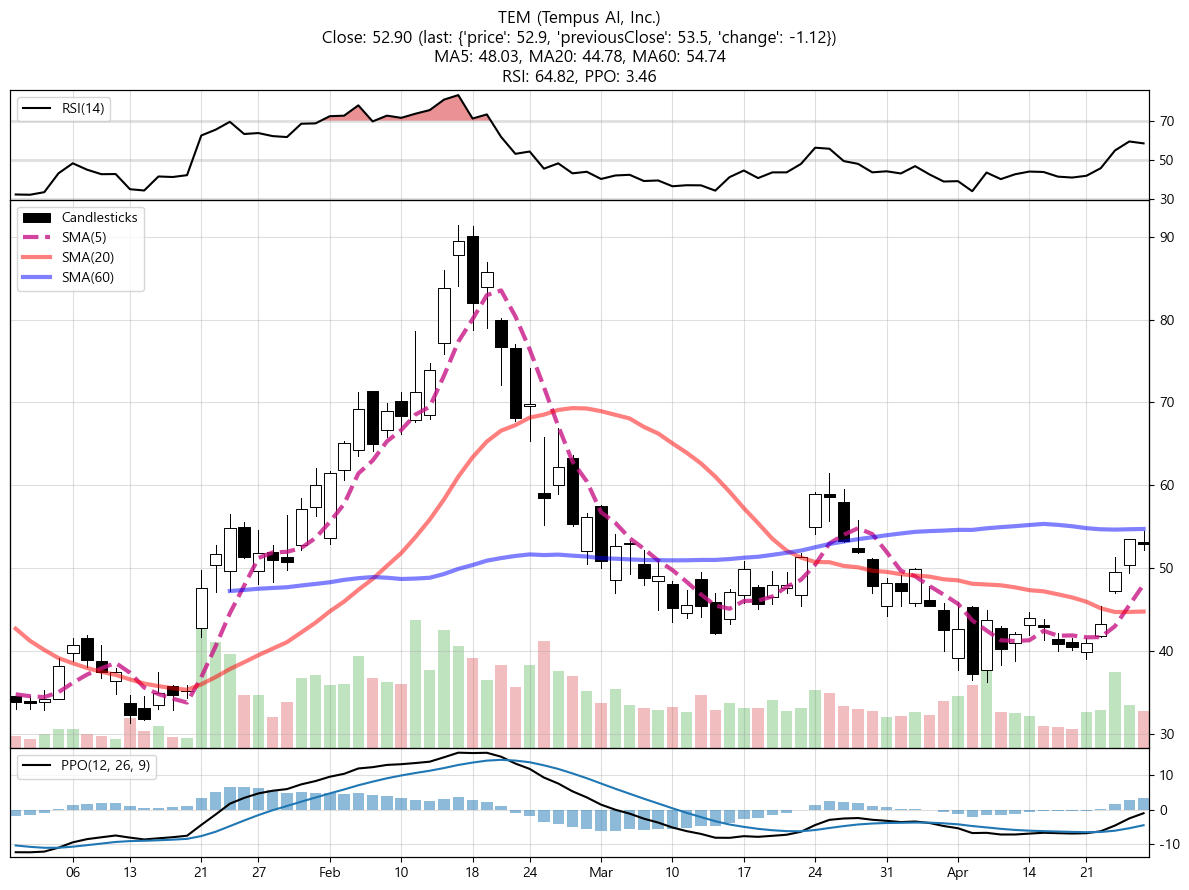 TEM (Tempus AI, Inc.)
Close: 52.90 (last: {'price': 52.9, 'previousClose': 53.5, 'change': -1.12})
MA5: 48.03, MA20: 44.78, MA60: 54.74
RSI: 64.82, PPO: 3.46
RSI(14)
70
50
30
Candlesticks
SMA(5)
SMA(20)
SMA(60)
90
80
70
60
50
40
30
PPO(12, 26, 9)
10
0
-10
06 13 21 27 Feb 10 18 24 Mar 10 17 24 31 Apr 14 21